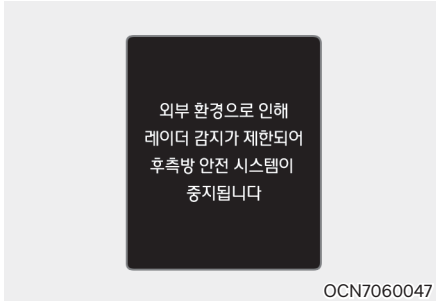 외부 환경으로 인해
레이더 감지가 제한되어
후측방 안전 시스템이
중지됩니다
OCN7060047